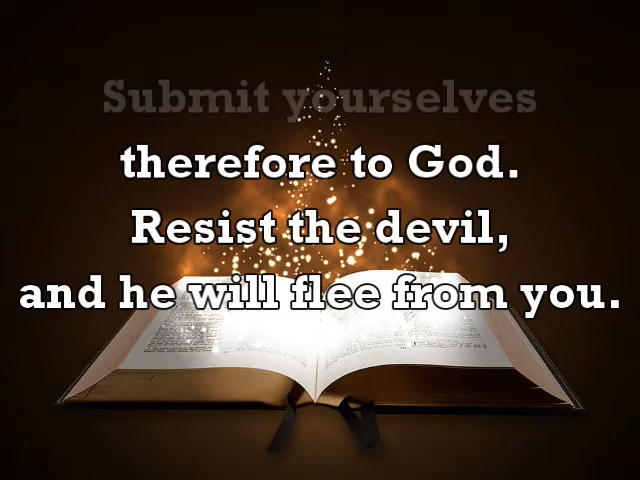 Submit yourselves
therefore to God.
Resist the devil,
and he will flee from you.